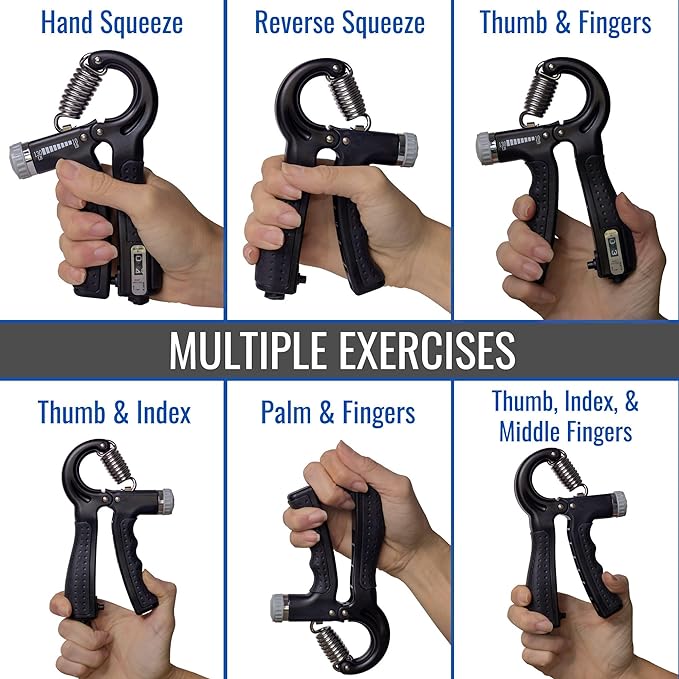 Hand Squeeze
Reverse Squeeze
Thumb & Fingers
MULTIPLE EXERCISES
Thumb & Index
Palm & Fingers
Thumb, Index, &
Middle Fingers